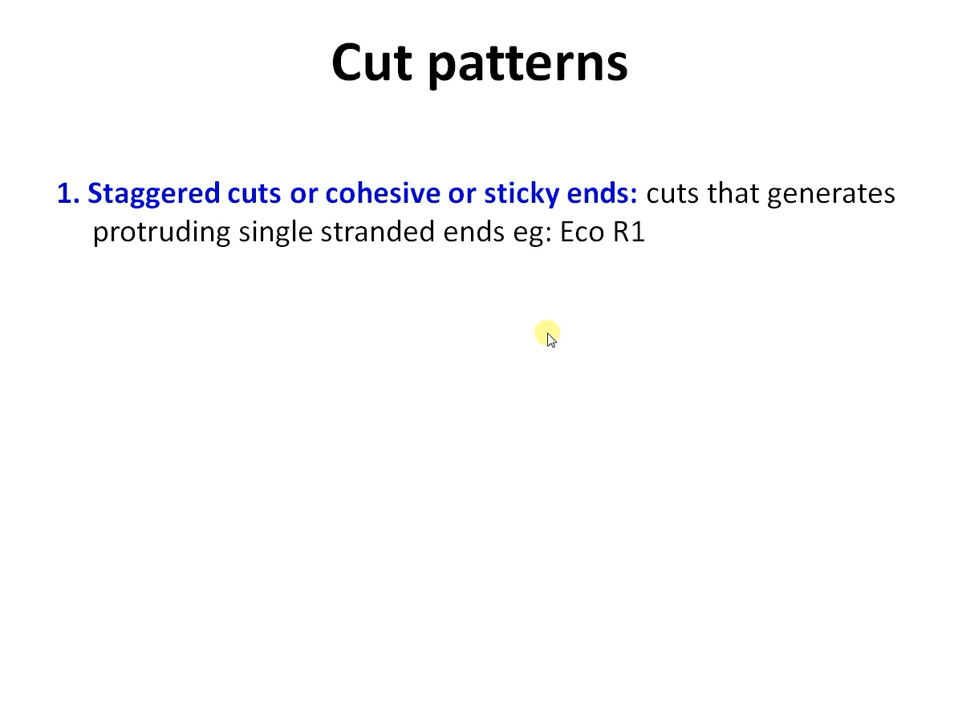 Cut patterns
1. Staggered cuts or cohesive or sticky ends: cuts that generates
protruding single stranded ends eg: Eco R1